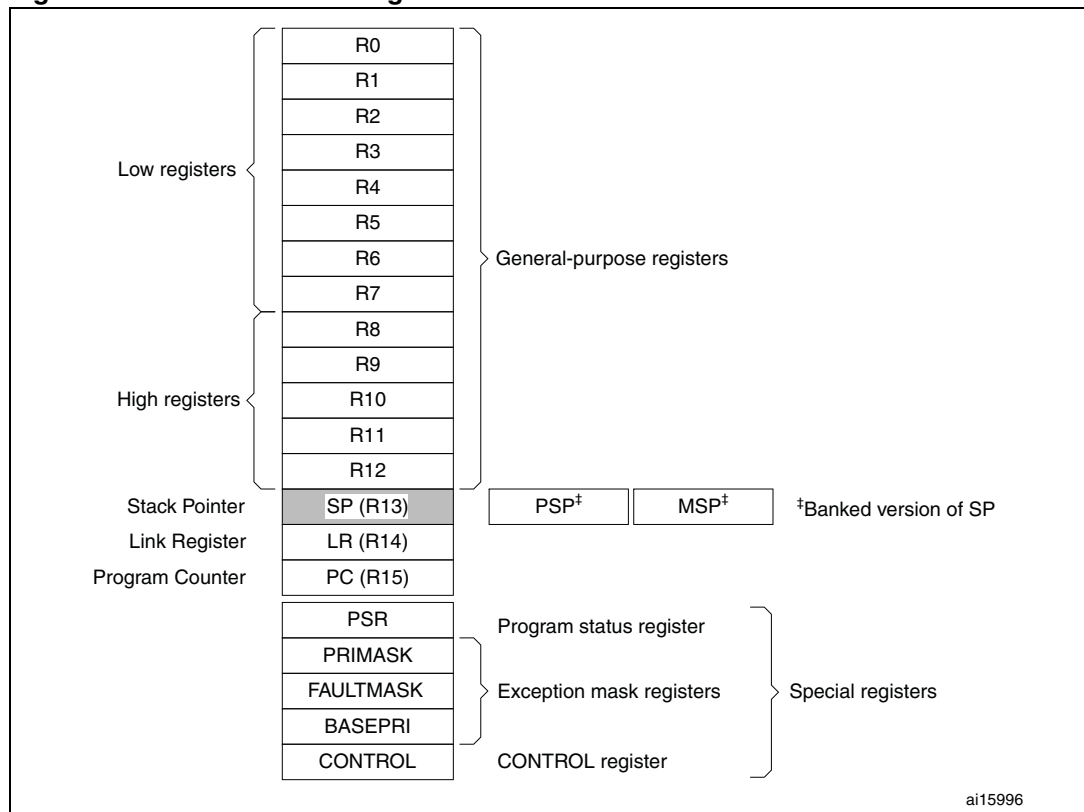 R0
R1
R2
R3
Low registers
R4
R5
R6
General-purpose registers
R7
R8
R9
High registers
R10
R11
R12
Stack Pointer SP (R13) PSP‡ MSP‡ ‡Banked version of SP
Link Register LR (R14)
Program Counter PC (R15)
PSR Program status register
PRIMASK
FAULTMASK Exception mask registers Special registers
BASEPRI
CONTROL CONTROL register
ai15996